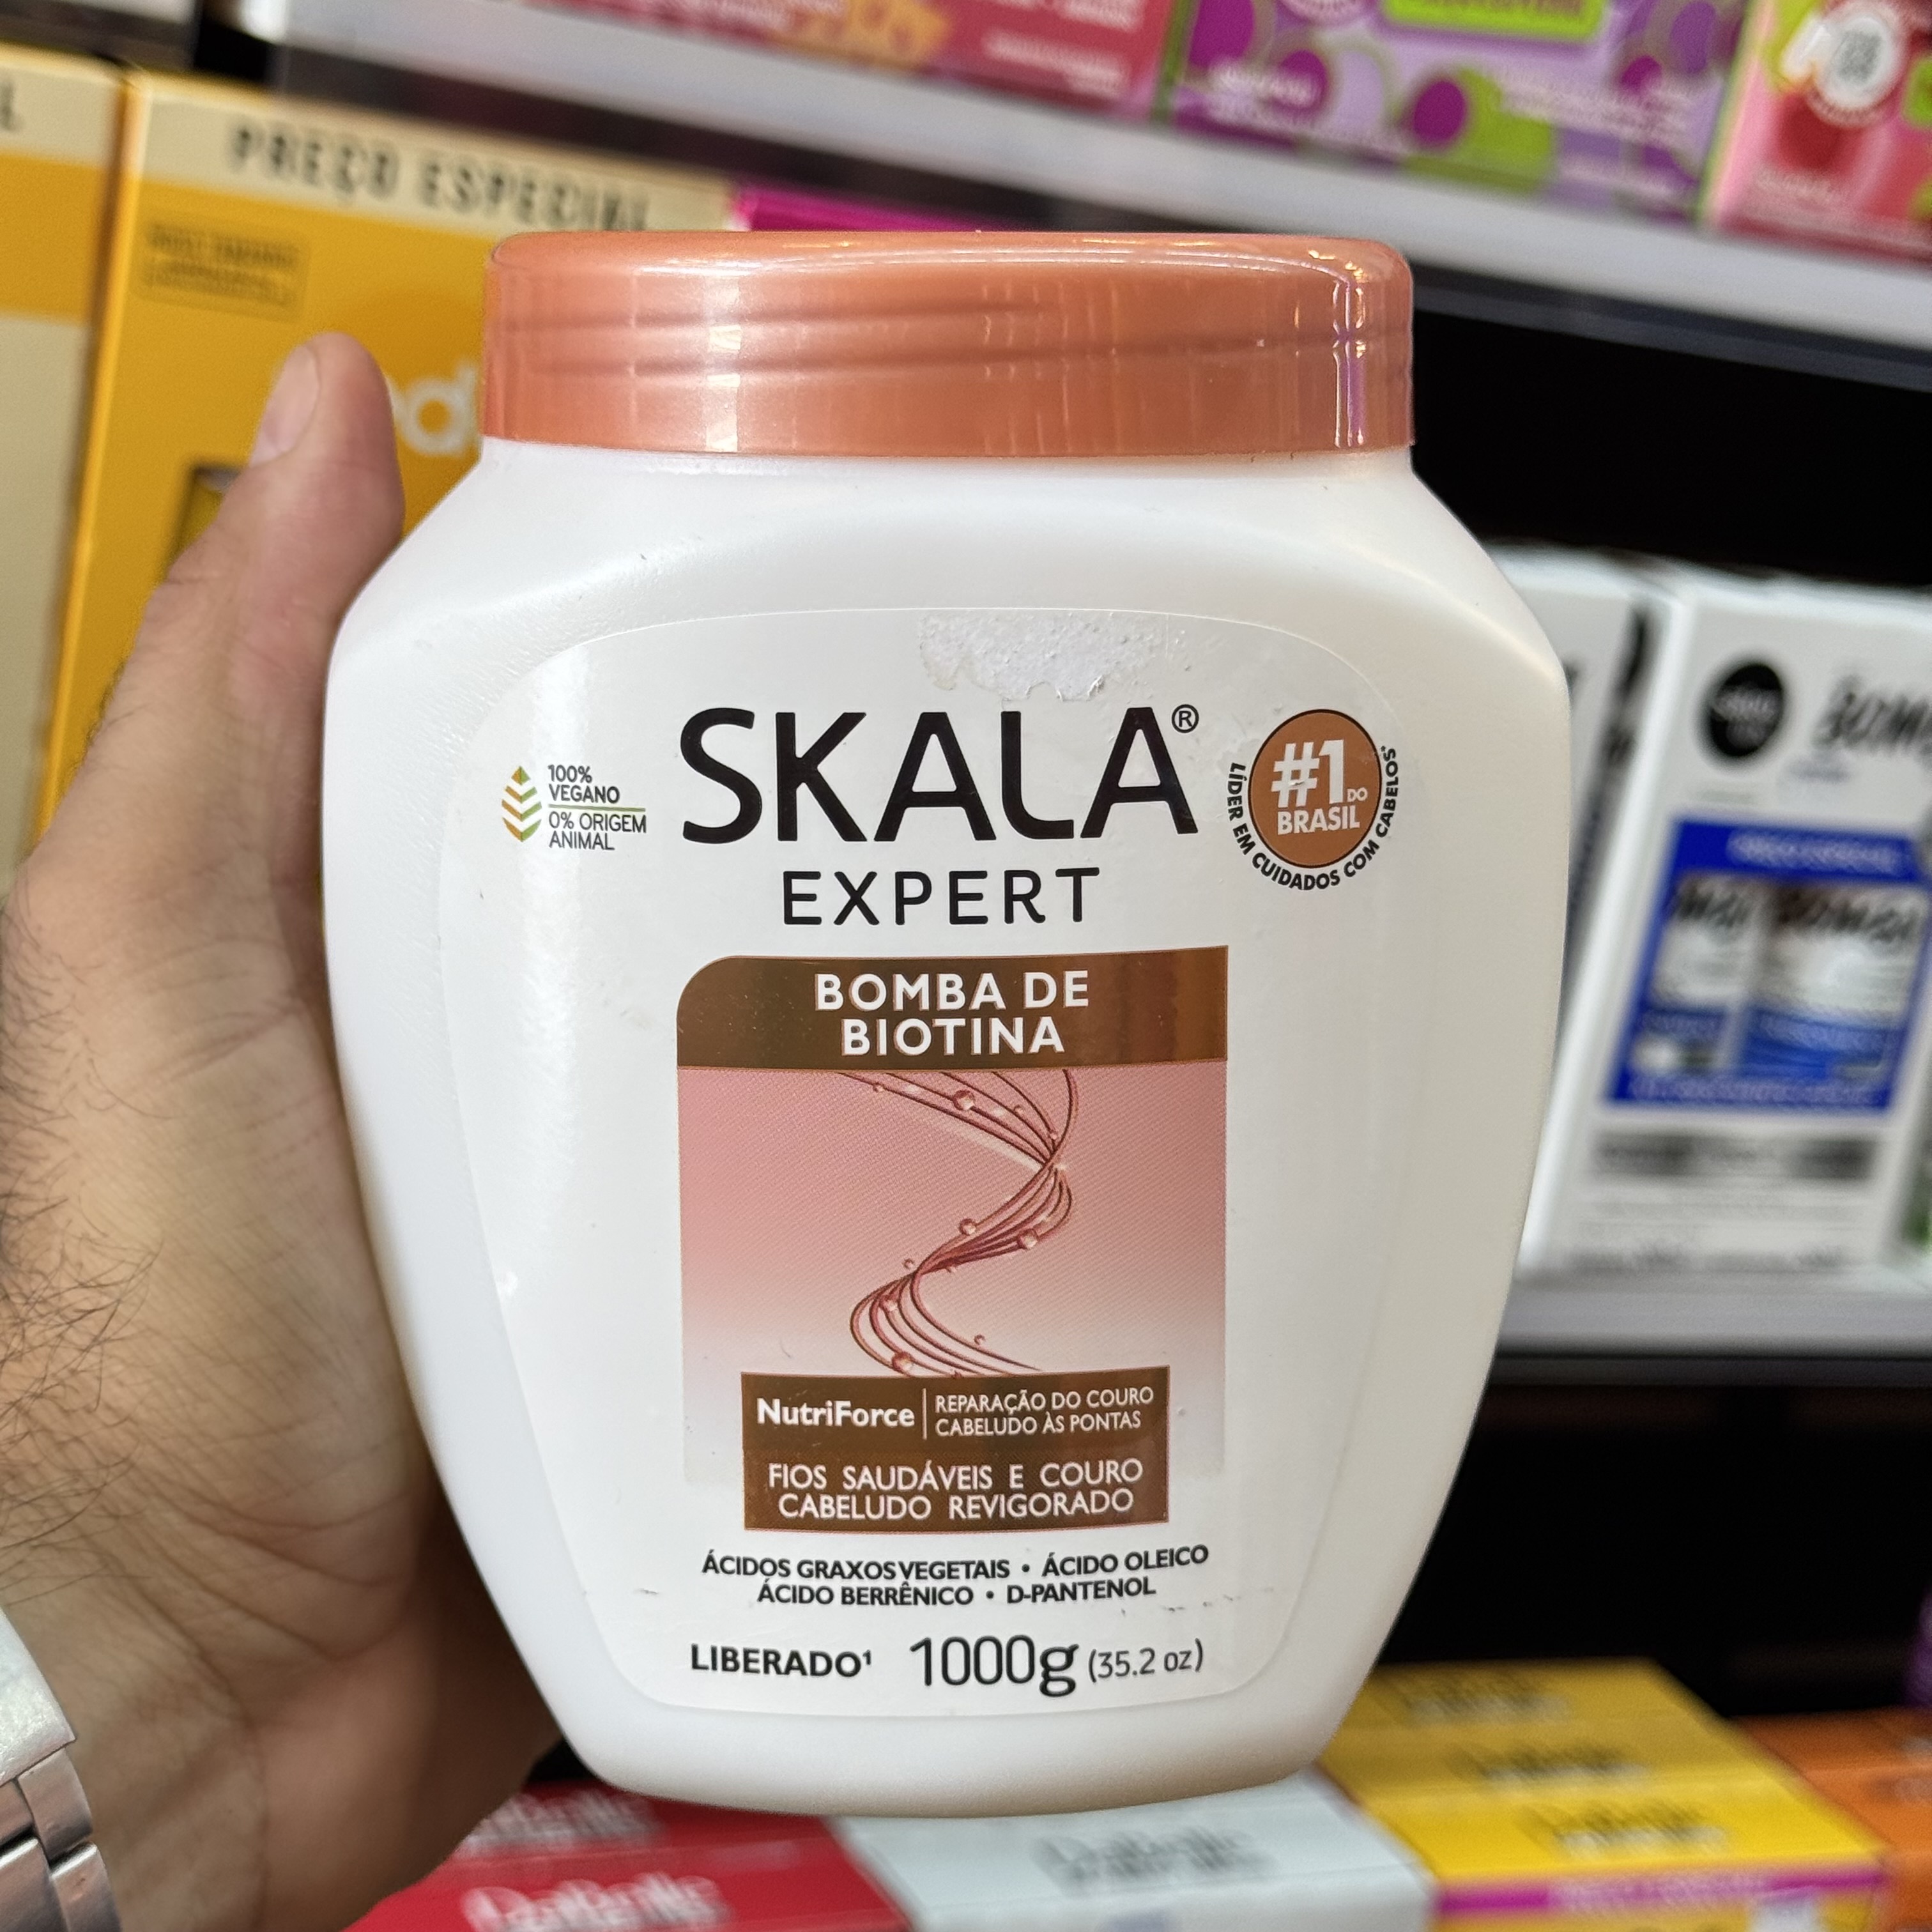 PREÇO ESPECIAL
SKALA®
EXPERT
100%
VEGANO
0% ORIGEM
ANIMAL
#1 DO
BRASIL
LÍDER EM CUIDADOS COM CABELOS*
BOMBA DE
BIOTINA
NutriForce
REPARAÇÃO DO COURO
CABELUDO ÀS PONTAS
FIOS SAUDÁVEIS E COURO
CABELUDO REVIGORADO
ÁCIDOS GRAXOS VEGETAIS • ÁCIDO OLEICO
ÁCIDO BERRÊNICO • D-PANTENOL
LIBERADO¹ 1000g (35.2 oz)